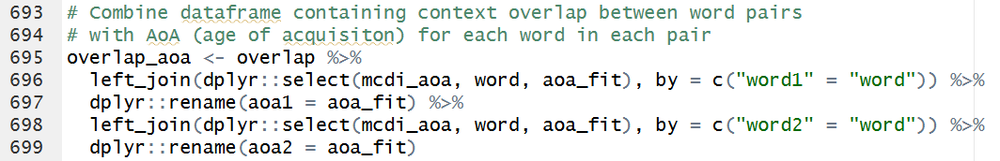 693 # Combine dataframe containing context overlap between word pairs
694 # with AoA (age of acquisiton) for each word in each pair
695 overlap_aoa <- overlap %>%
696   left_join(dplyr::select(mcdi_aoa, word, aoa_fit), by = c("word1" = "word")) %>%
697   dplyr::rename(aoa1 = aoa_fit) %>%
698   left_join(dplyr::select(mcdi_aoa, word, aoa_fit), by = c("word2" = "word")) %>%
699   dplyr::rename(aoa2 = aoa_fit)